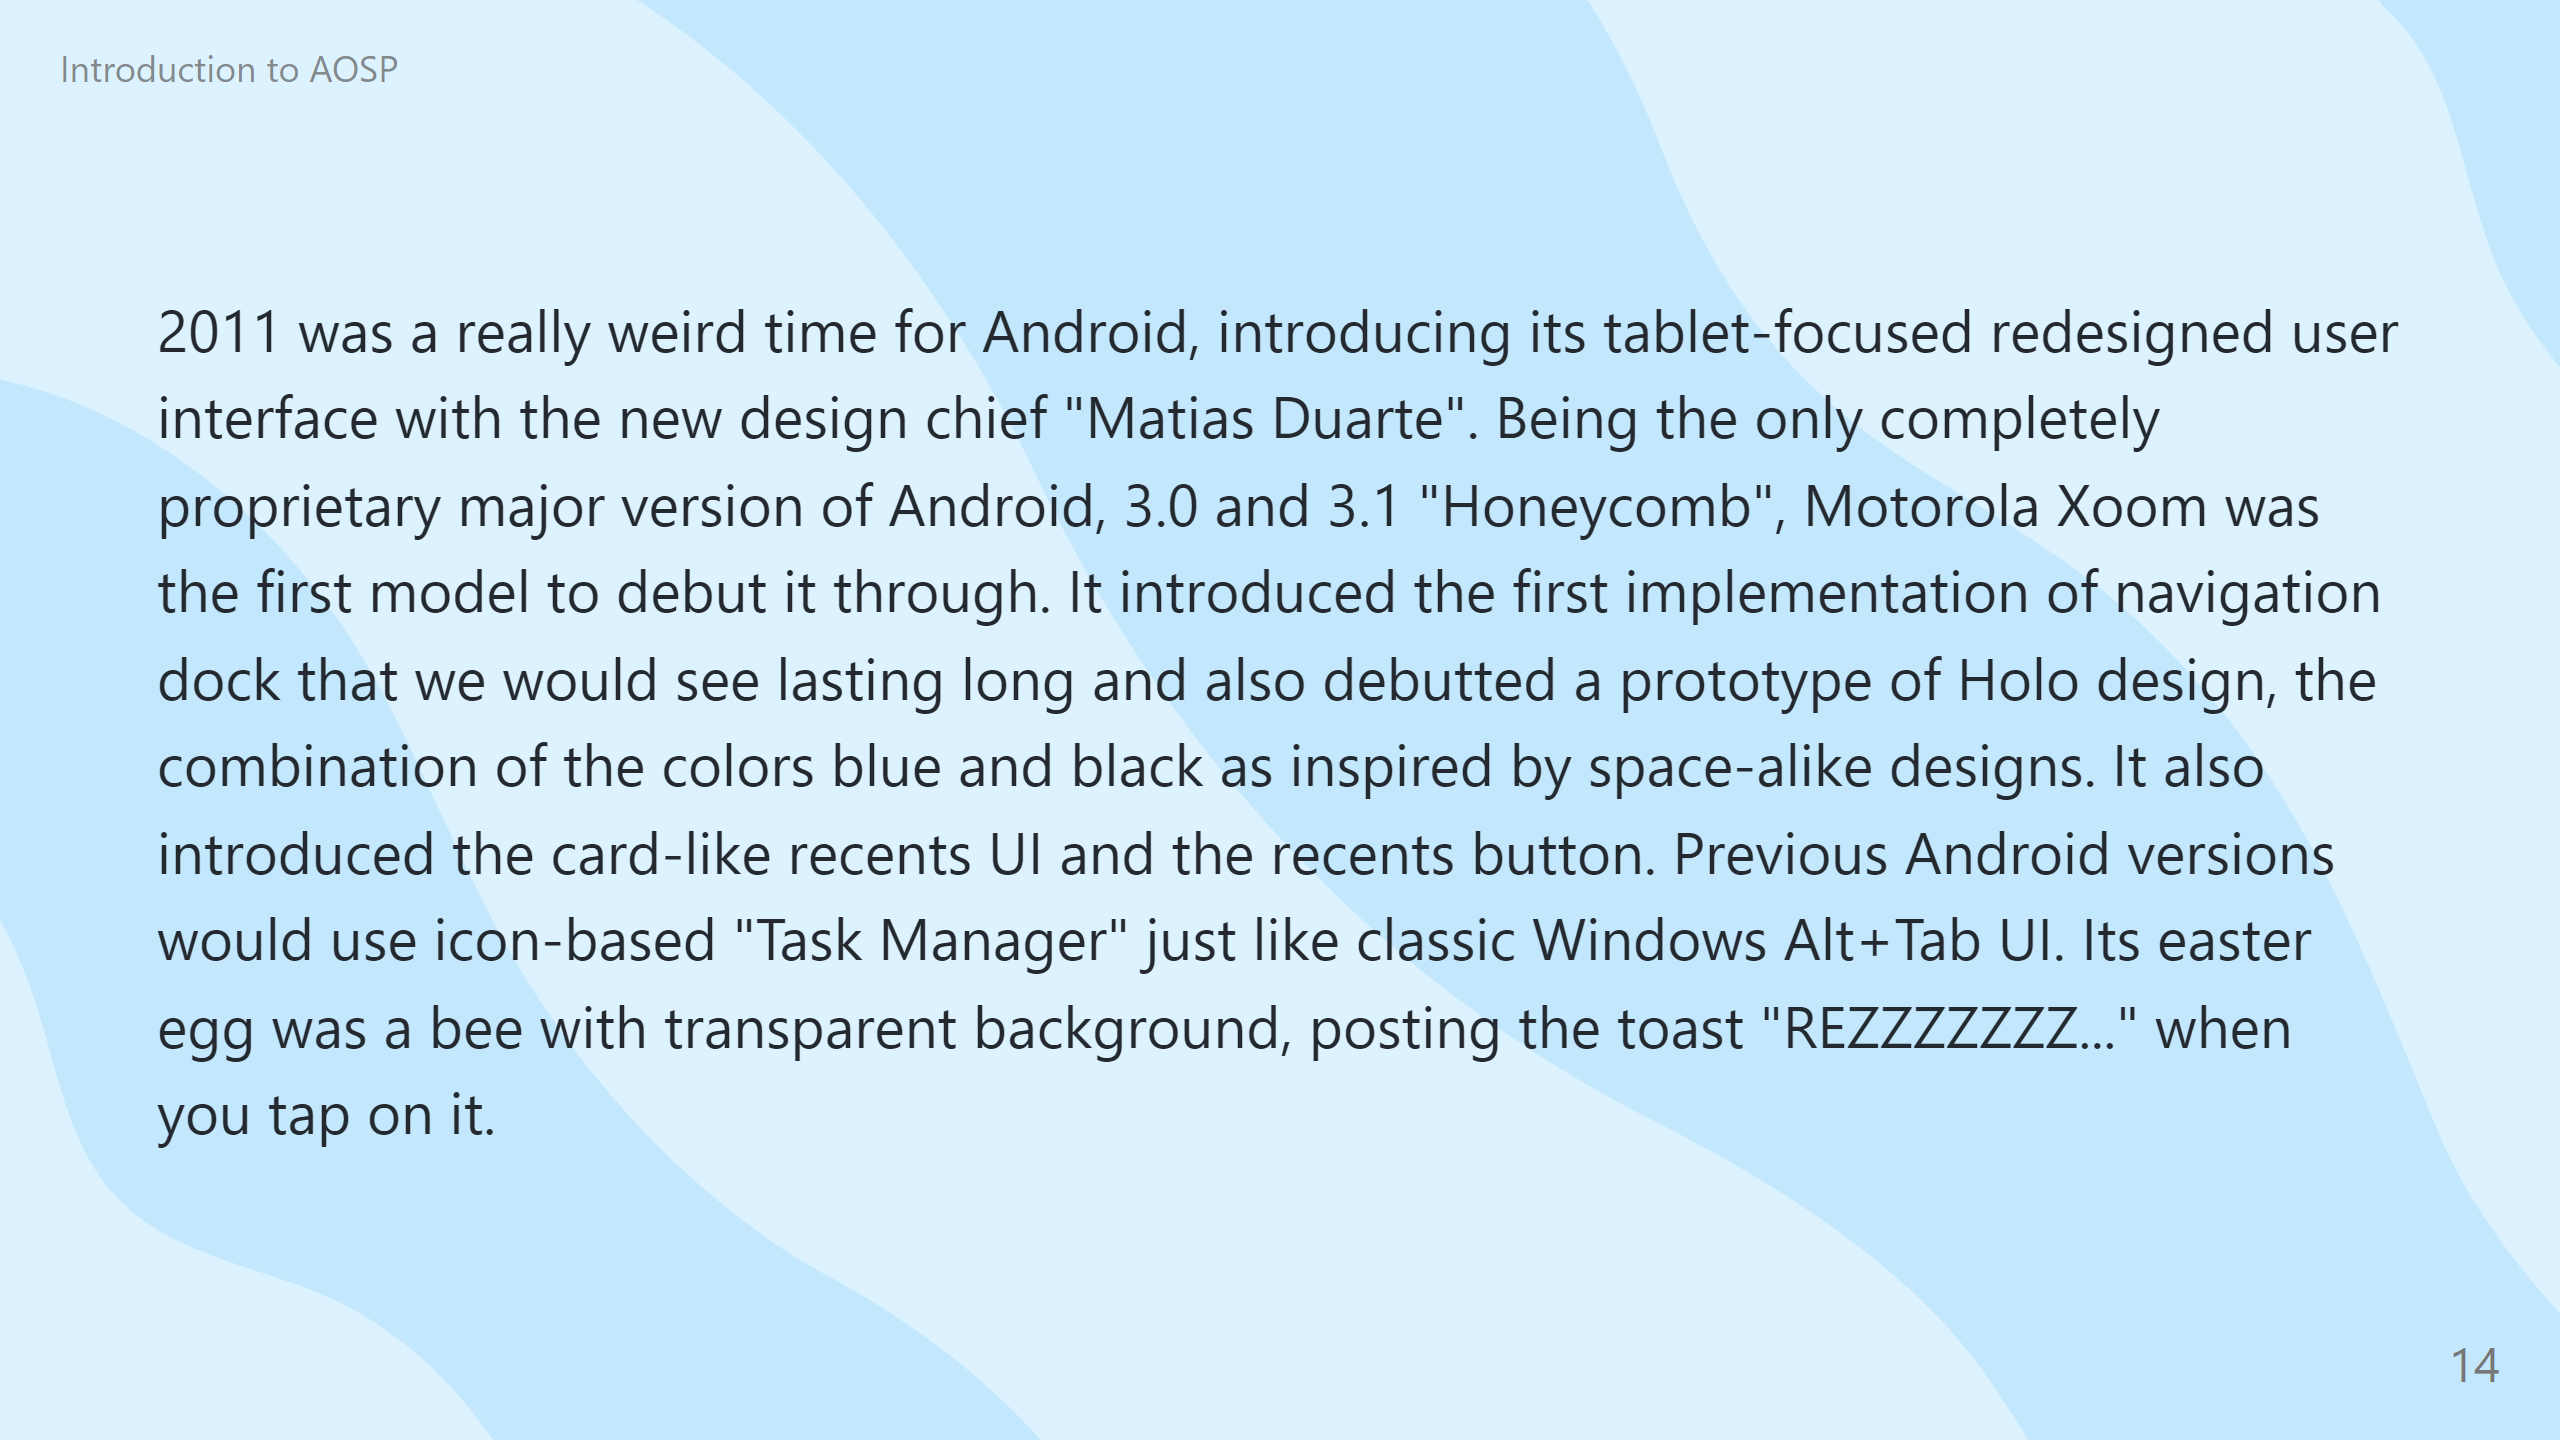 Introduction to AOSP
2011 was a really weird time for Android, introducing its tablet-focused redesigned user
interface with the new design chief "Matias Duarte". Being the only completely
proprietary major version of Android, 3.0 and 3.1 "Honeycomb", Motorola Xoom was
the first model to debut it through. It introduced the first implementation of navigation
dock that we would see lasting long and also debutted a prototype of Holo design, the
combination of the colors blue and black as inspired by space-alike designs. It also
introduced the card-like recents UI and the recents button. Previous Android versions
would use icon-based "Task Manager" just like classic Windows Alt+Tab UI. Its easter
egg was a bee with transparent background, posting the toast "REZZZZZZZ..." when
you tap on it.
14